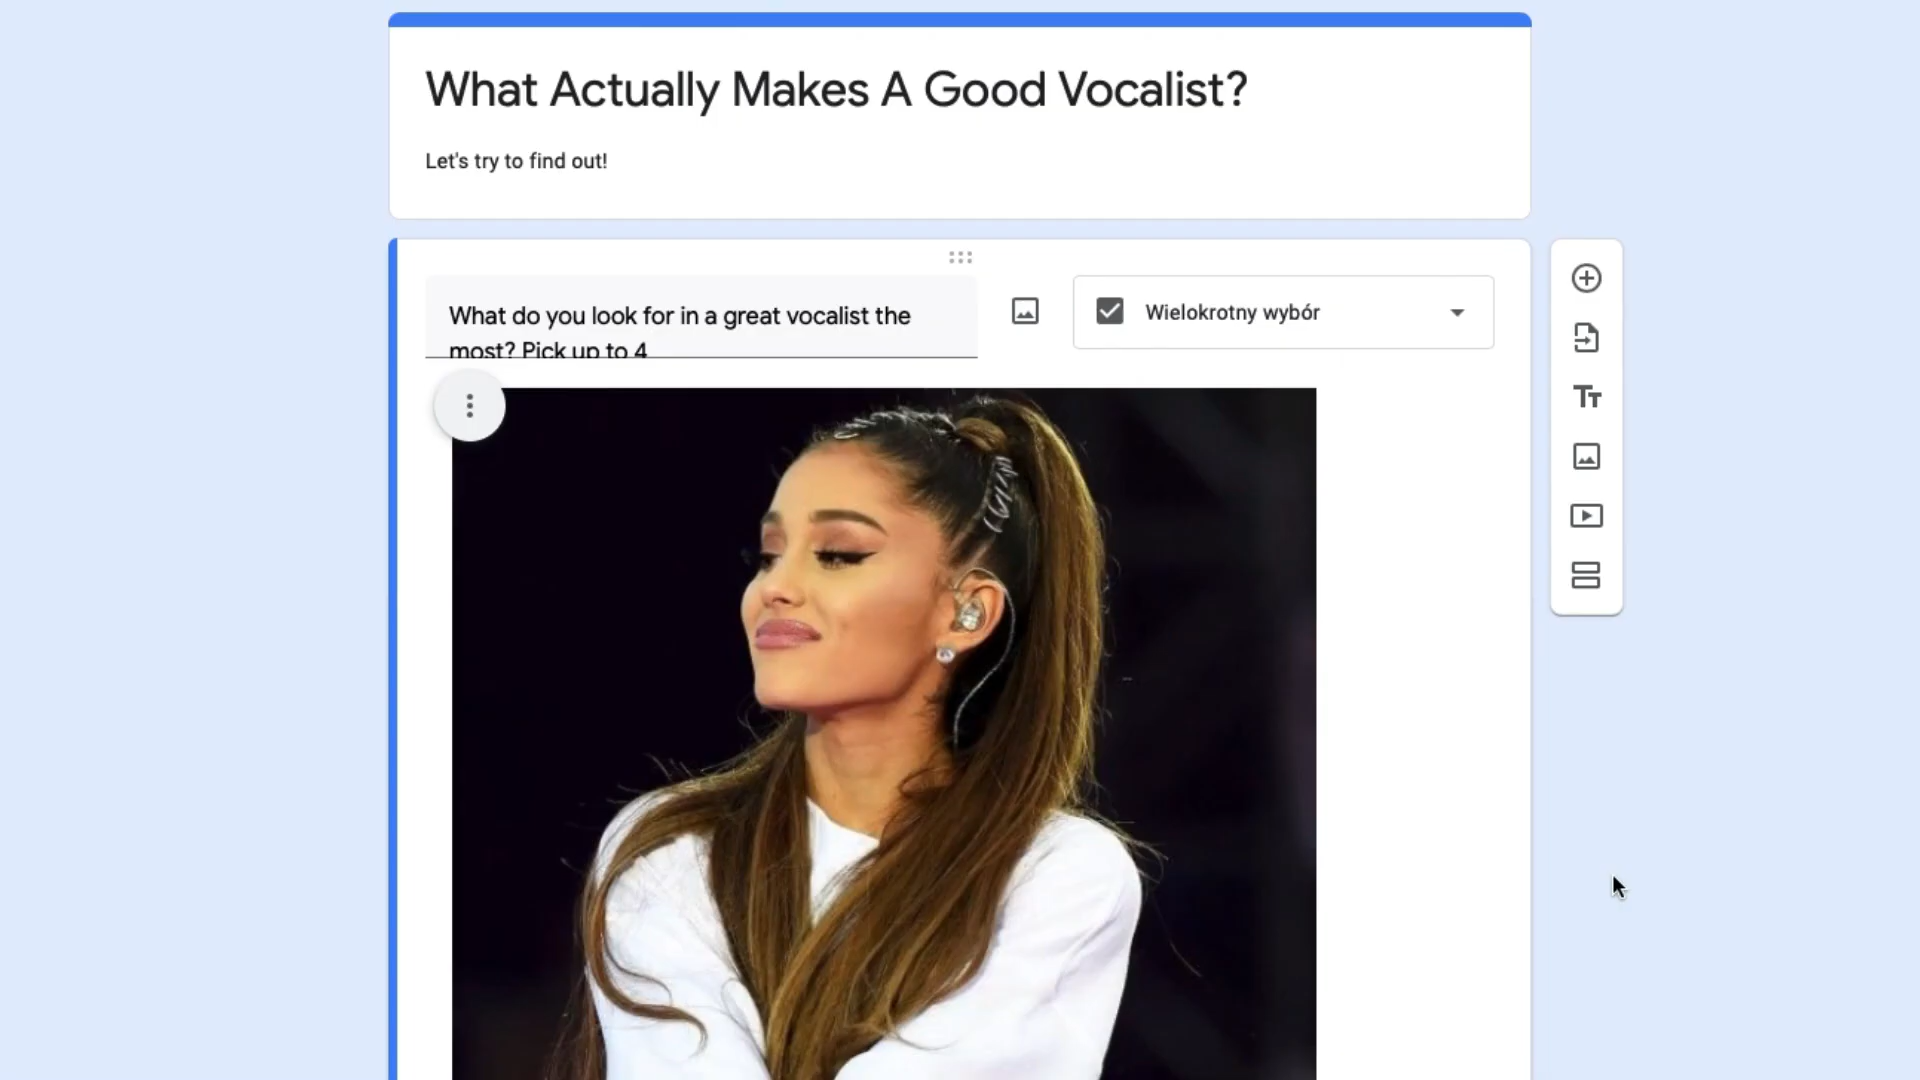 What Actually Makes A Good Vocalist?
Let's try to find out!
What do you look for in a great vocalist the
most? Pick up to 4
Wielokrotny wybór
Tт